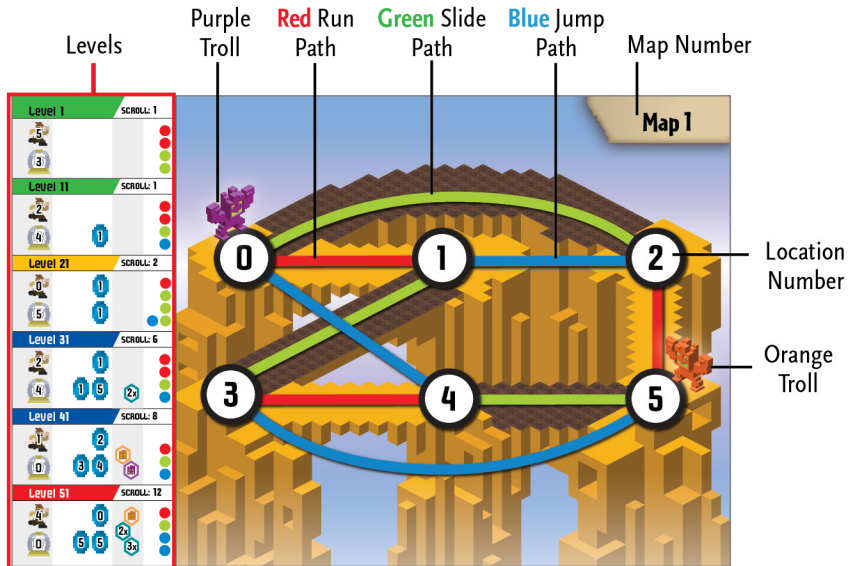 Levels
Purple
Troll
Red Run
Path
Green Slide
Path
Blue Jump
Path
Map Number
Level 1 SCROLL: 1
5
3
Level 11 SCROLL: 1
2
4 1
Level 21 SCROLL: 2
0 1
5 1
Level 31 SCROLL: 6
2 1
4 1 5 2x
Level 41 SCROLL: 8
1 2
0 3 4
Level 51 SCROLL: 12
4 0
2x
0 5 5 3x
Map 1
0 1 2
3 4 5
Location
Number
Orange
Troll